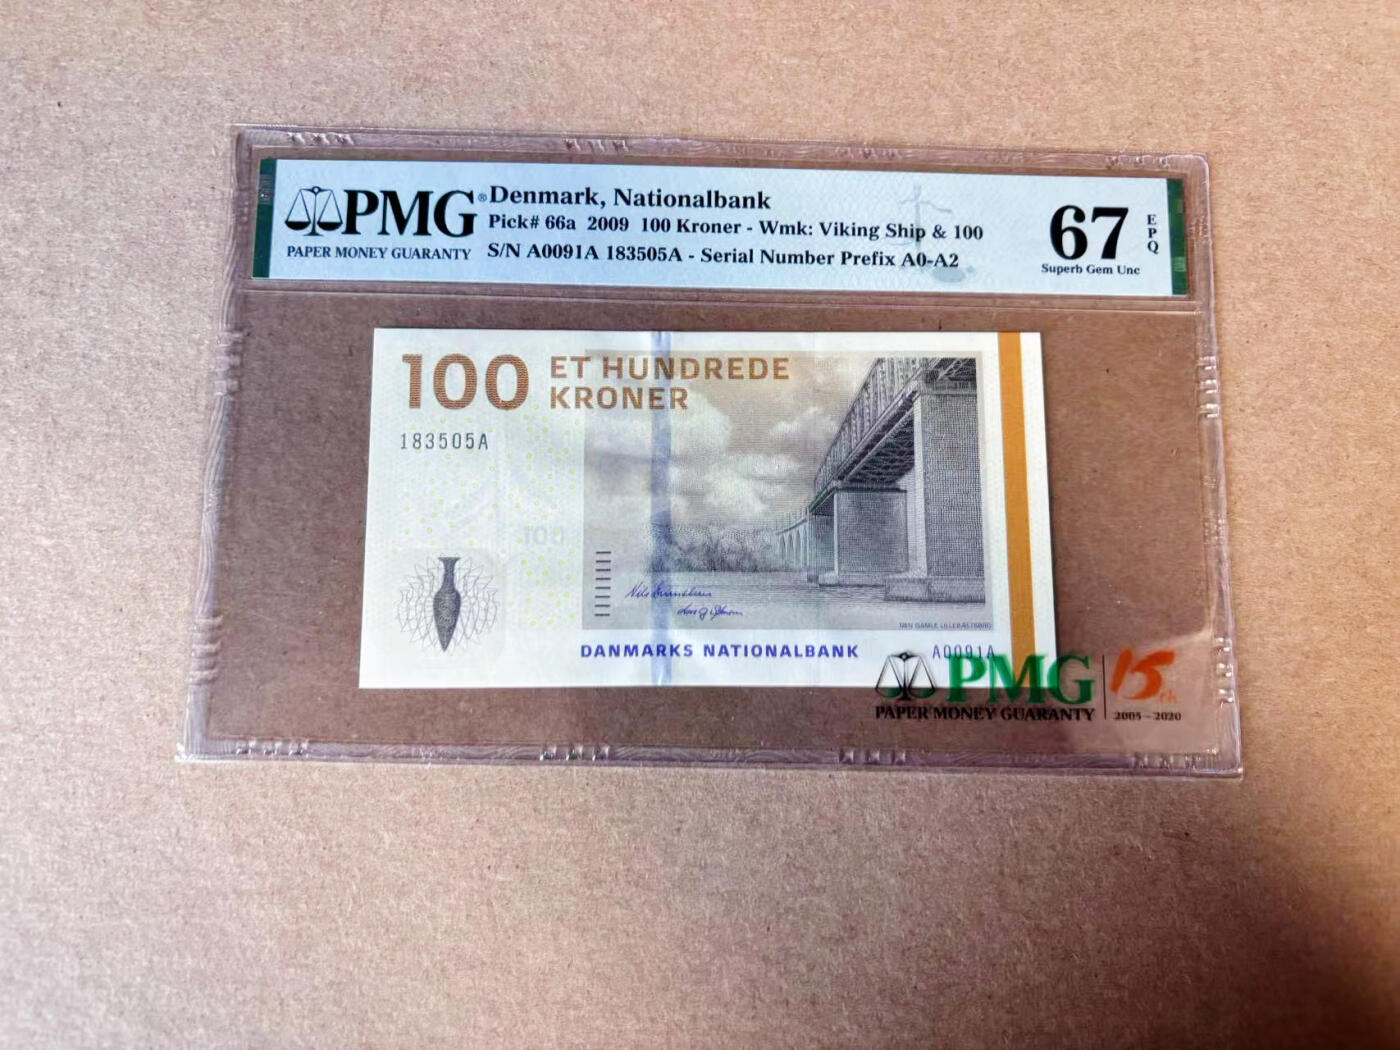 PMG®
PAPER MONEY GUARANTY
Denmark, Nationalbank
Pick# 66a 2009 100 Kroner - Wmk: Viking Ship & 100
S/N A0091A 183505A - Serial Number Prefix A0-A2
67
Superb Gem Unc
EPQ
100
ET HUNDREDE
KRONER
183505A
100
DANMARKS NATIONALBANK
A0091A
PMG
PAPER MONEY GUARANTY
15th
2005 - 2020